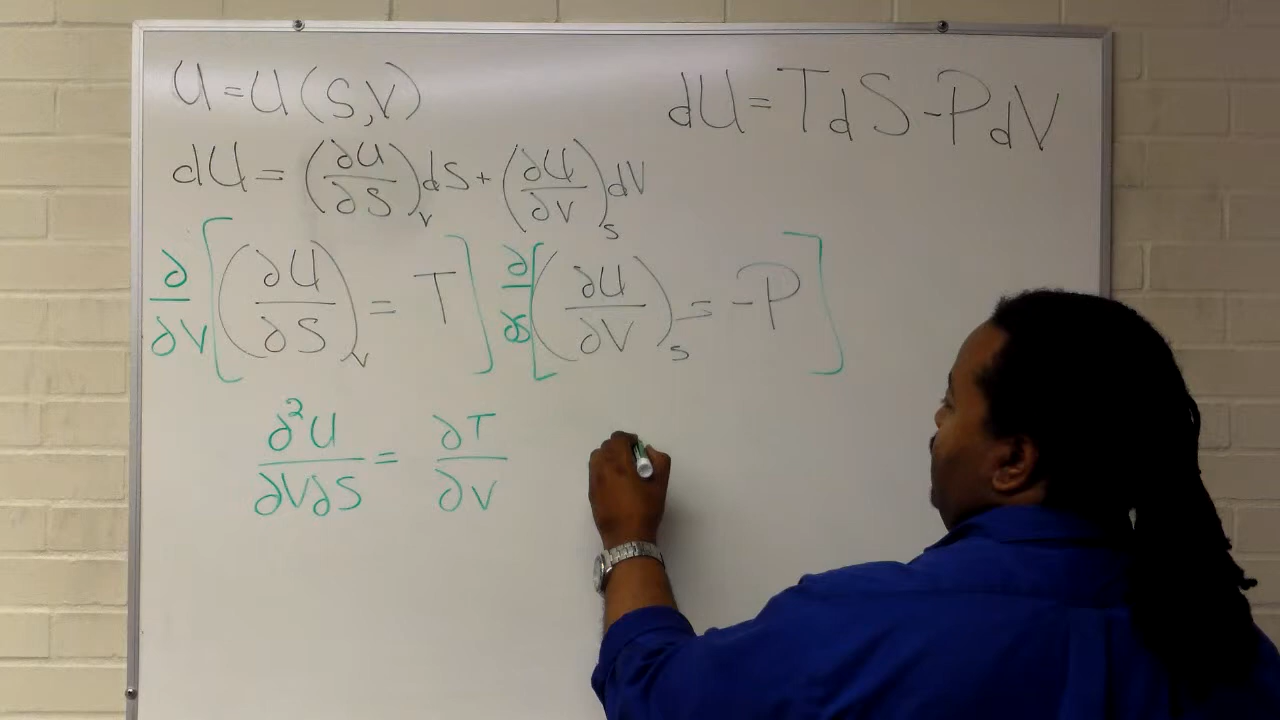 U = U(S,V)
dU = TdS - PdV
dU = (∂U/∂S)_V dS + (∂U/∂V)_S dV
∂/∂V [(∂U/∂S)_V = T] ∂/∂S [(∂U/∂V)_S = -P]
∂²U/∂V∂S = ∂T/∂V